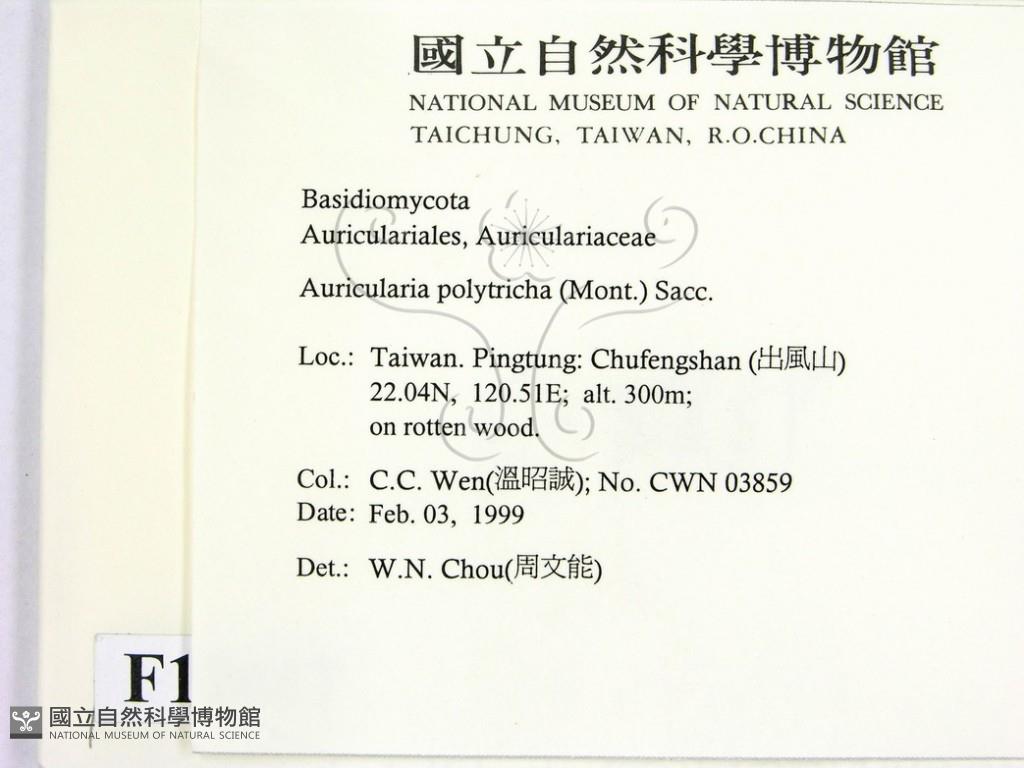 國立自然科學博物館
NATIONAL MUSEUM OF NATURAL SCIENCE
TAICHUNG, TAIWAN, R.O.CHINA
Basidiomycota
Auriculariales, Auriculariaceae
Auricularia polytricha (Mont.) Sacc.
Loc.: Taiwan. Pingtung: Chufengshan (出風山)
22.04N, 120.51E; alt. 300m;
on rotten wood.
Col.: C.C. Wen(溫昭誠); No. CWN 03859
Date: Feb. 03, 1999
Det.: W.N. Chou(周文能)
F1
國立自然科學博物館
NATIONAL MUSEUM OF NATURAL SCIENCE